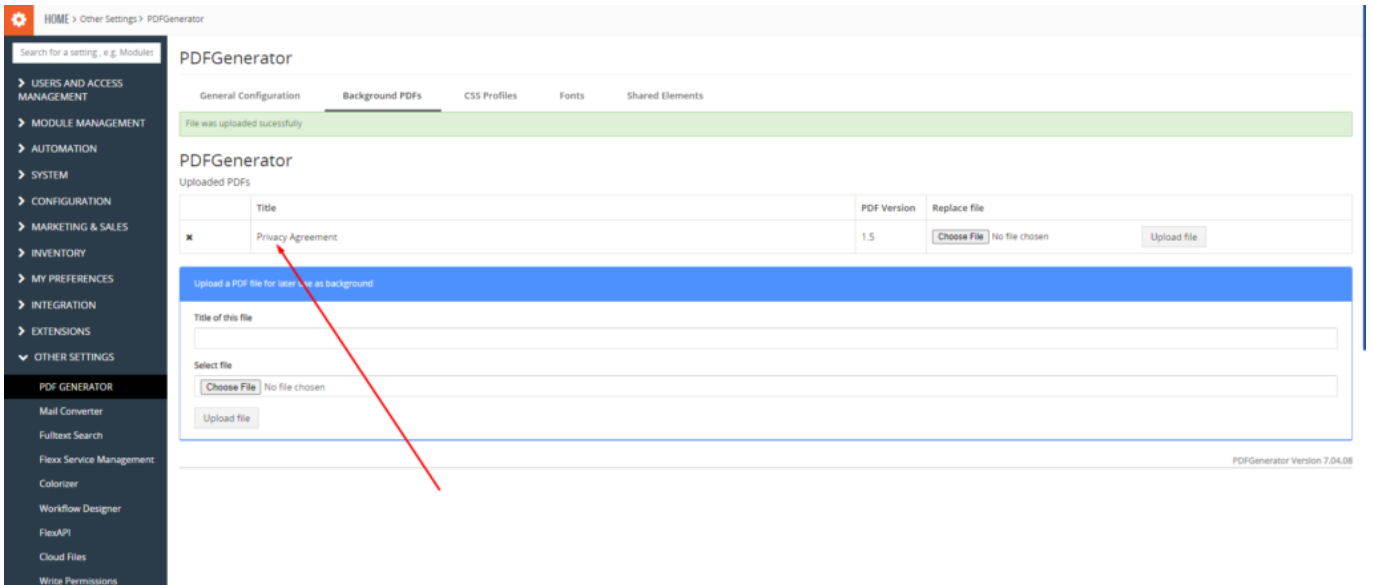 HOME > Other Settings > PDFGenerator
Search for a setting , e.g. Modules
USERS AND ACCESS
MANAGEMENT
MODULE MANAGEMENT
AUTOMATION
SYSTEM
CONFIGURATION
MARKETING & SALES
INVENTORY
MY PREFERENCES
INTEGRATION
EXTENSIONS
OTHER SETTINGS
PDF GENERATOR
Mail Converter
Fulltext Search
Flexx Service Management
Colorizer
Workflow Designer
FlexAPI
Cloud Files
Write Permissions
PDFGenerator
General Configuration Background PDFs CSS Profiles Fonts Shared Elements
File was uploaded sucessfully
PDFGenerator
Uploaded PDFs
Title PDF Version Replace file
Privacy Agreement 1.5 Choose File No file chosen Upload file
Upload a PDF file for later use as background
Title of this file
Select file
Choose File No file chosen
Upload file
PDFGenerator Version 7.04.08